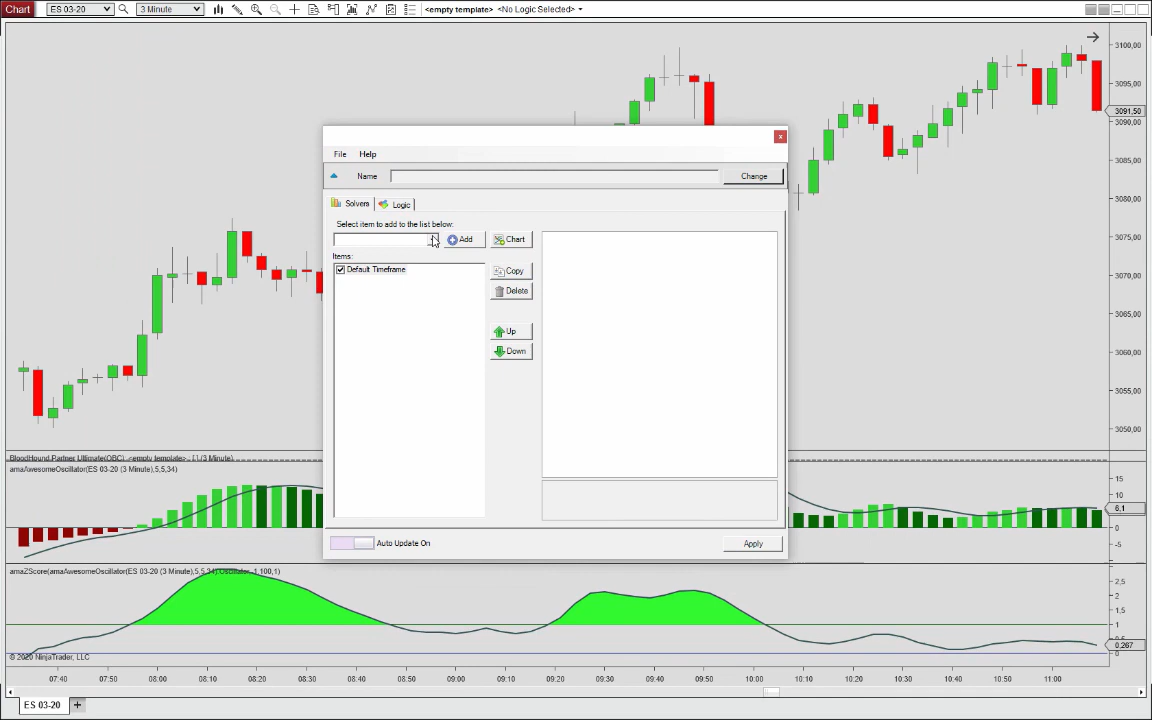 Chart ES 03-20 3 Minute <empty template> <No Logic Selected>
3100,00
3095,00
3091,50
3090,00
3085,00
3080,00
3075,00
3070,00
3065,00
3060,00
3055,00
3050,00
File Help
Name Change
Solvers Logic
Select item to add to the list below:
Add Chart
Items:
Default Timeframe
Copy
Delete
Up
Down
Auto Update On
Apply
BloodHound Partner Ultimate(OBC) <empty template>.. [.] (3 Minute)
amaAwesomeOscillator(ES 03-20 (3 Minute),5,5,34)
15
10
6,1
0
-5
amaZScore(amaAwesomeOscillator(ES 03-20 (3 Minute),5,5,34).Oscillator,1,100,1)
2,5
2
1,5
1
0,267
0
© 2020 NinjaTrader, LLC
07:40 07:50 08:00 08:10 08:20 08:30 08:40 08:50 09:00 09:10 09:20 09:30 09:40 09:50 10:00 10:10 10:20 10:30 10:40 10:50 11:00
ES 03-20